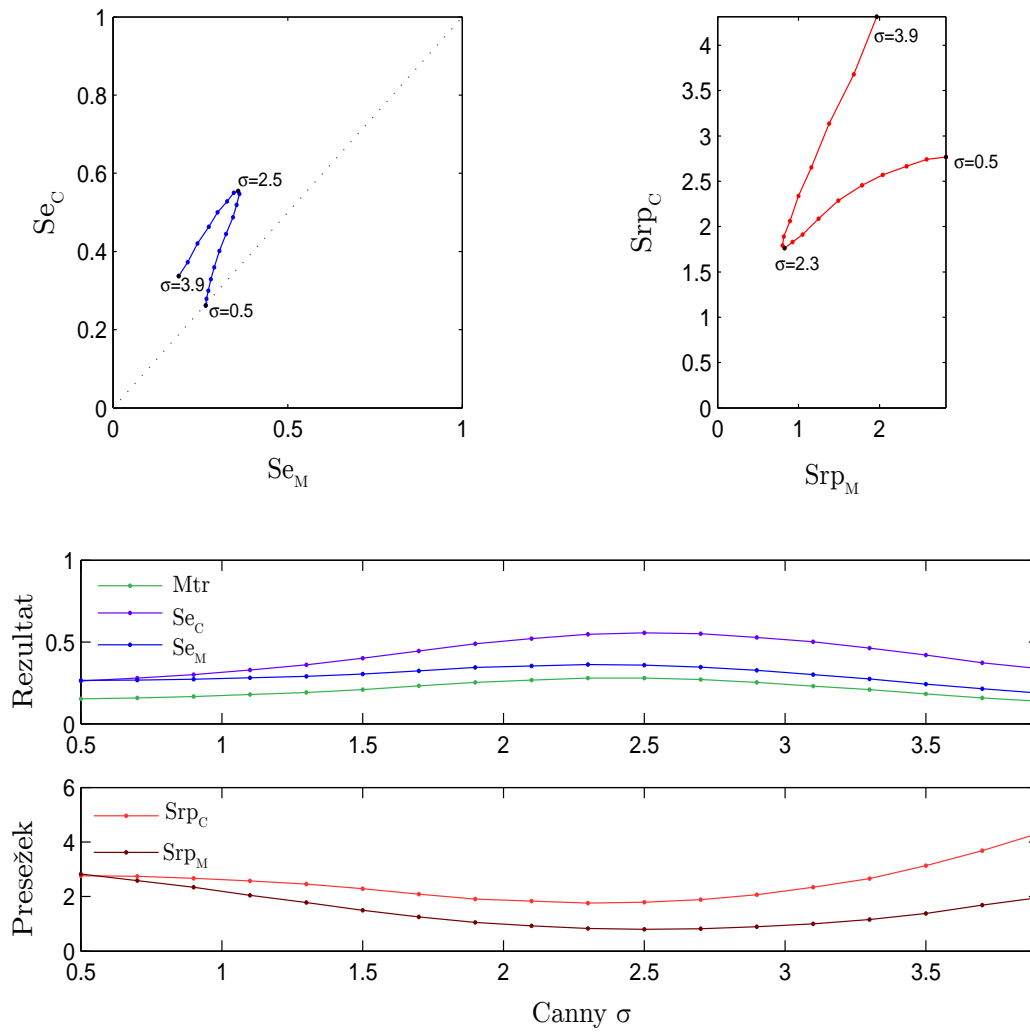 1
0.8
0.6
0.4
0.2
0
0
0.5
1
Se_C
Se_M
σ=2.5
σ=3.9
σ=0.5
4
3.5
3
2.5
2
1.5
1
0.5
0
0
1
2
Srp_C
Srp_M
σ=3.9
σ=0.5
σ=2.3
1
0.5
0
Rezultat
Mtr
Se_C
Se_M
0.5
1
1.5
2
2.5
3
3.5
6
4
2
0
Presežek
Srp_C
Srp_M
0.5
1
1.5
2
2.5
3
3.5
Canny σ